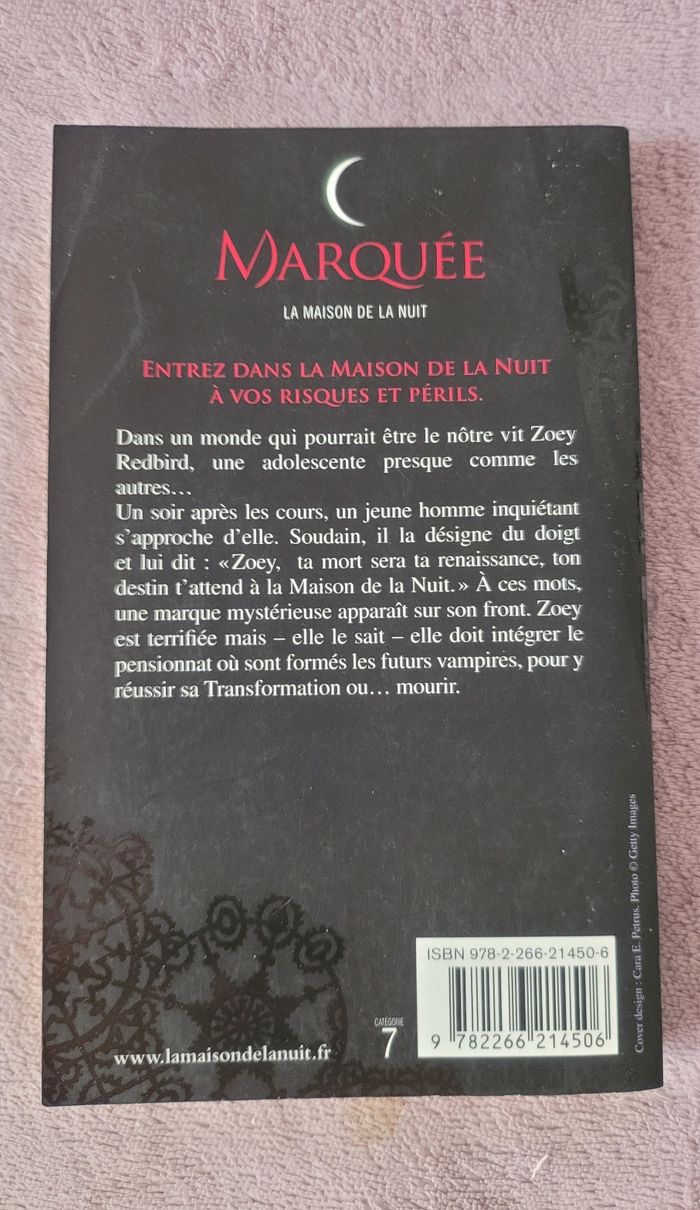 MARQUÉE
LA MAISON DE LA NUIT
ENTREZ DANS LA MAISON DE LA NUIT
À VOS RISQUES ET PÉRILS.
Dans un monde qui pourrait être le nôtre vit Zoey
Redbird, une adolescente presque comme les
autres…
Un soir après les cours, un jeune homme inquiétant
s'approche d'elle. Soudain, il la désigne du doigt
et lui dit : «Zoey, ta mort sera ta renaissance, ton
destin t'attend à la Maison de la Nuit.» À ces mots,
une marque mystérieuse apparaît sur son front. Zoey
est terrifiée mais – elle le sait – elle doit intégrer le
pensionnat où sont formés les futurs vampires, pour y
réussir sa Transformation ou… mourir.
www.lamaisondelanuit.fr
CATÉGORIE
7
ISBN 978-2-266-21450-6
9 782266 214506
Cover design : Cara E. Petrus. Photo © Getty Images